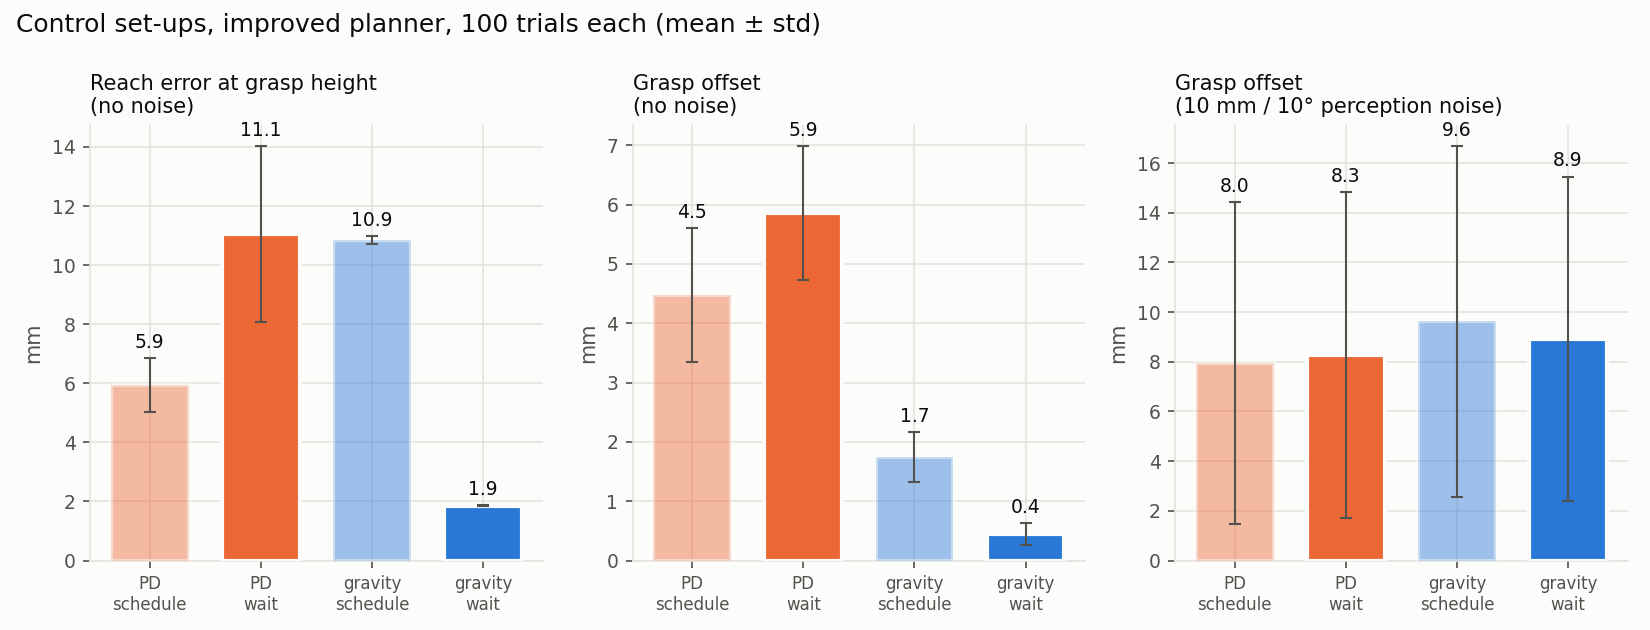 Control set-ups, improved planner, 100 trials each (mean ± std)
Reach error at grasp height
(no noise)
mm
14
12
10
8
6
4
2
0
5.9
11.1
10.9
1.9
PD
schedule
PD
wait
gravity
schedule
gravity
wait
Grasp offset
(no noise)
mm
7
6
5
4
3
2
1
0
4.5
5.9
1.7
0.4
PD
schedule
PD
wait
gravity
schedule
gravity
wait
Grasp offset
(10 mm / 10° perception noise)
mm
16
14
12
10
8
6
4
2
0
8.0
8.3
9.6
8.9
PD
schedule
PD
wait
gravity
schedule
gravity
wait